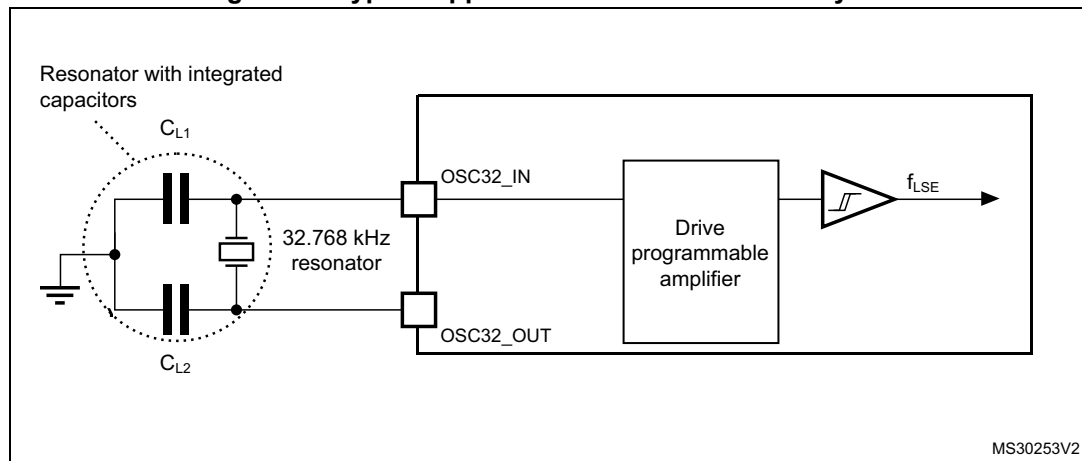 Resonator with integrated
capacitors
CL1
OSC32_IN
fLSE
32.768 kHz
resonator
Drive
programmable
amplifier
OSC32_OUT
CL2
MS30253V2